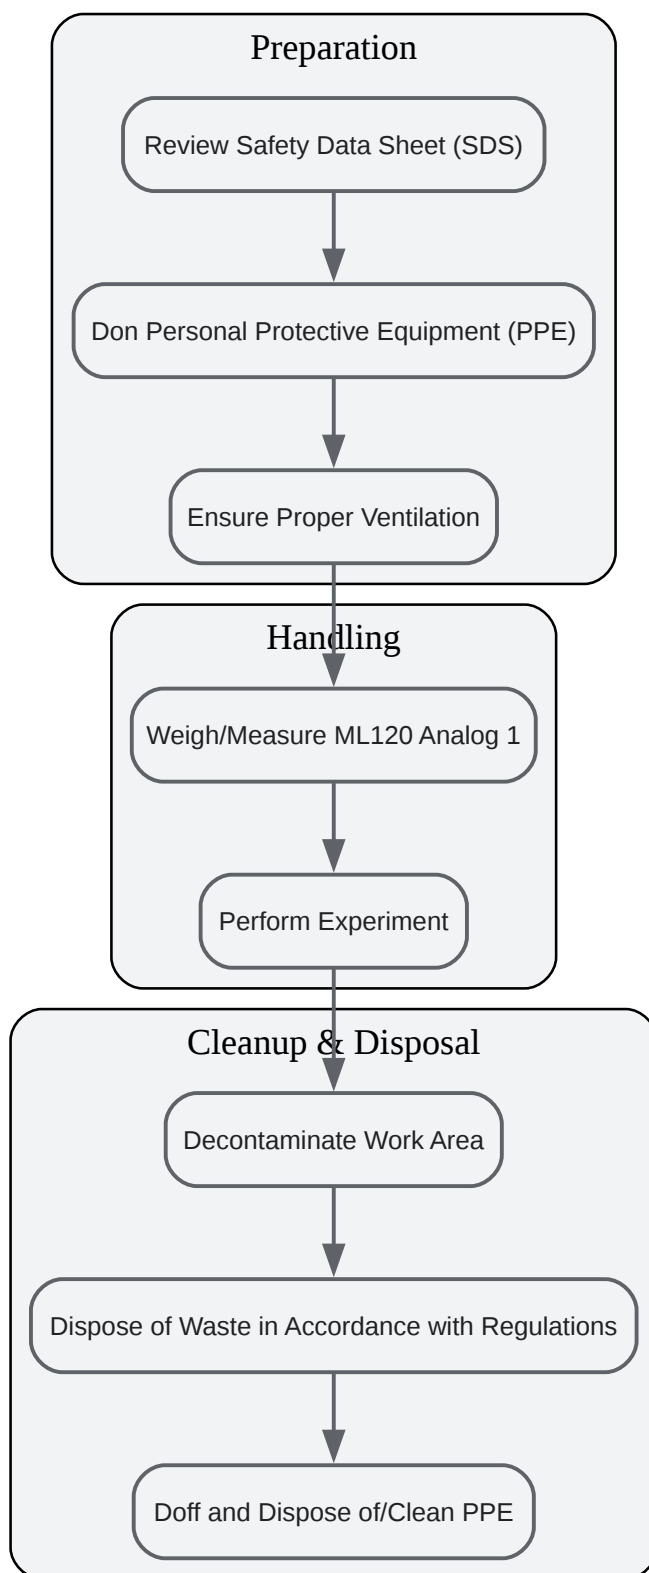 Preparation
Review Safety Data Sheet (SDS)
Don Personal Protective Equipment (PPE)
Ensure Proper Ventilation
Handling
Weigh/Measure ML120 Analog 1
Perform Experiment
Cleanup & Disposal
Decontaminate Work Area
Dispose of Waste in Accordance with Regulations
Doff and Dispose of/Clean PPE